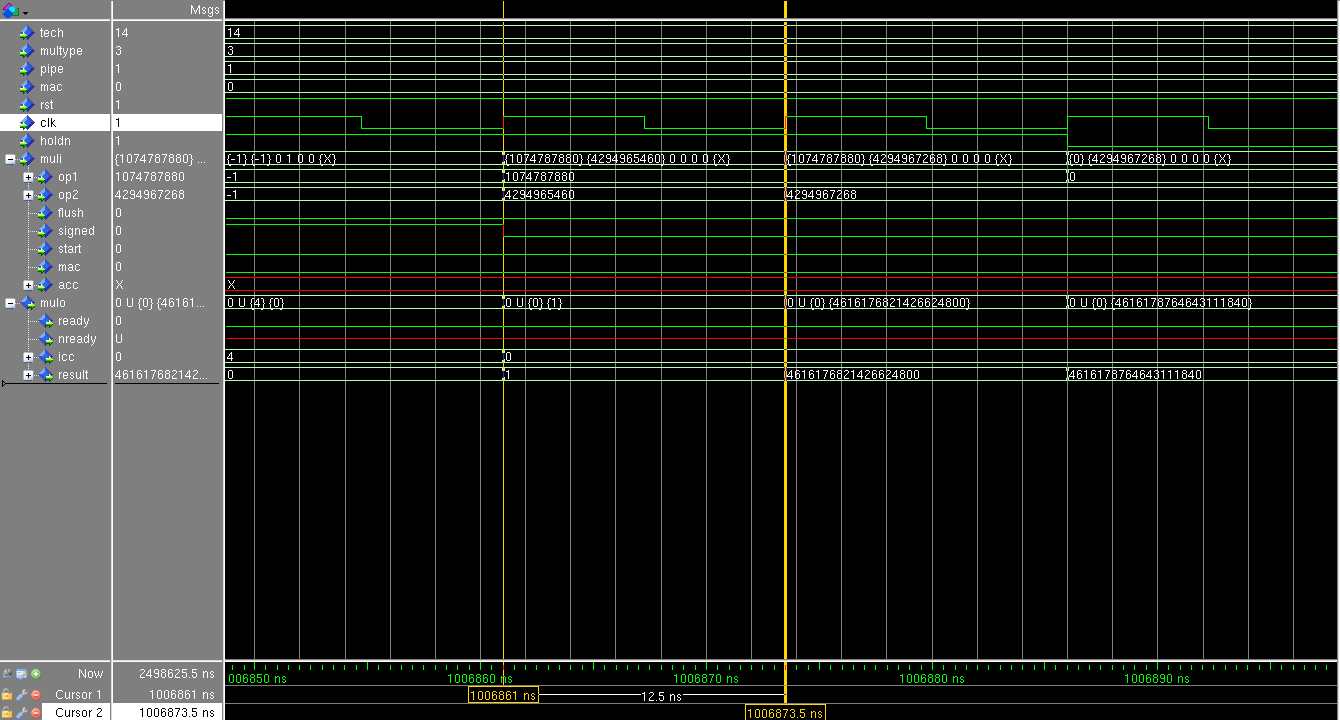 Msgs
tech 14 14
multype 3 3
pipe 1 1
mac 0 0
rst 1
clk 1
holdn 1
muli {1074787880} ... {-1} {-1} 0 1 0 0 {X} {1074787880} {4294965460} 0 0 0 0 {X} {1074787880} {4294967268} 0 0 0 0 {X} {0} {4294967268} 0 0 0 0 {X}
op1 1074787880 -1 1074787880 0
op2 4294967268 -1 4294965460 4294967268
flush 0
signed 0
start 0
mac 0
acc X X
mulo 0 U {0} {46161... 0 U {4} {0} 0 U {0} {1} 0 U {0} {4616176821426624800} 0 U {0} {4616178764643111840}
ready 0
nready U
icc 0 4 0
result 461617682142... 0 1 4616176821426624800 4616178764643111840
Now 2498625.5 ns 006850 ns 1006860 ns 1006870 ns 1006880 ns 1006890 ns
Cursor 1 1006861 ns 1006861 ns 12.5 ns
Cursor 2 1006873.5 ns 1006873.5 ns